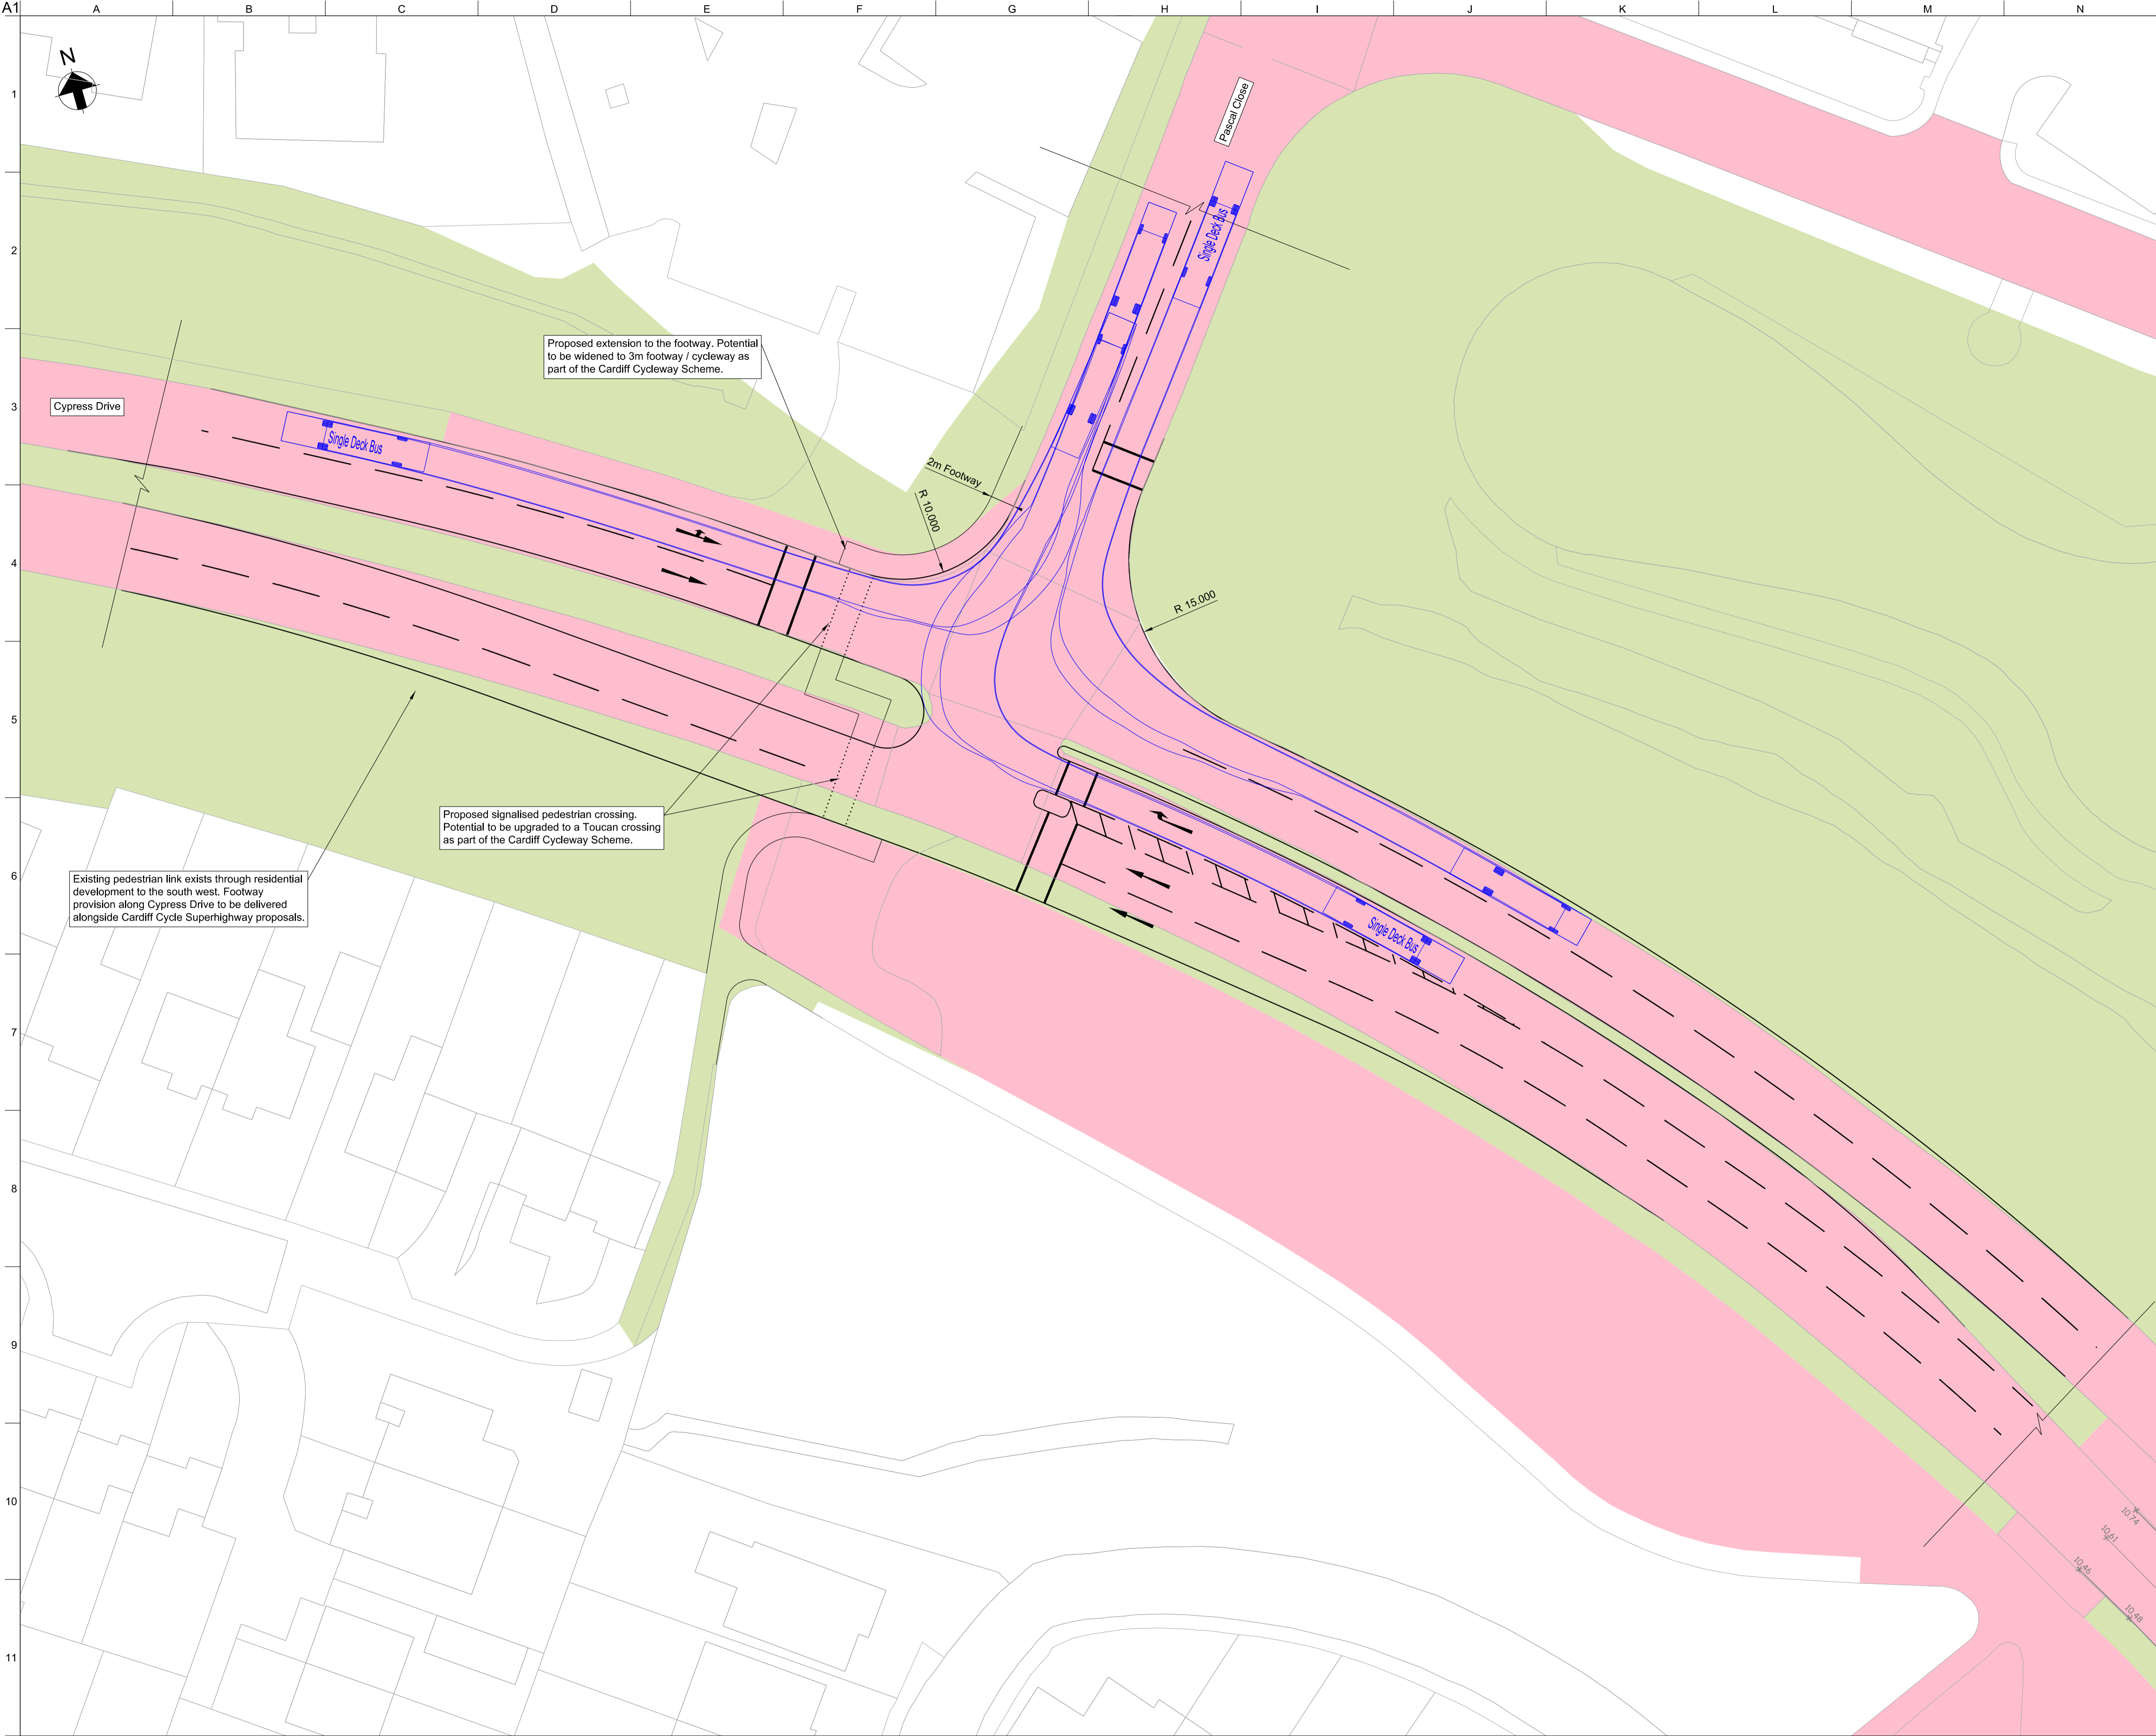 A1
A B C D E F G H I J K L M N
1
2
3
4
5
6
7
8
9
10
11
N
Pascal Close
Single Deck Bus
Proposed extension to the footway. Potential
to be widened to 3m footway / cycleway as
part of the Cardiff Cycleway Scheme.
Cypress Drive
Single Deck Bus
2m Footway
R 10.000
R 15.000
Proposed signalised pedestrian crossing.
Potential to be upgraded to a Toucan crossing
as part of the Cardiff Cycleway Scheme.
Existing pedestrian link exists through residential
development to the south west. Footway
provision along Cypress Drive to be delivered
alongside Cardiff Cycle Superhighway proposals.
Single Deck Bus
10.74
10.61
10.46
10.48